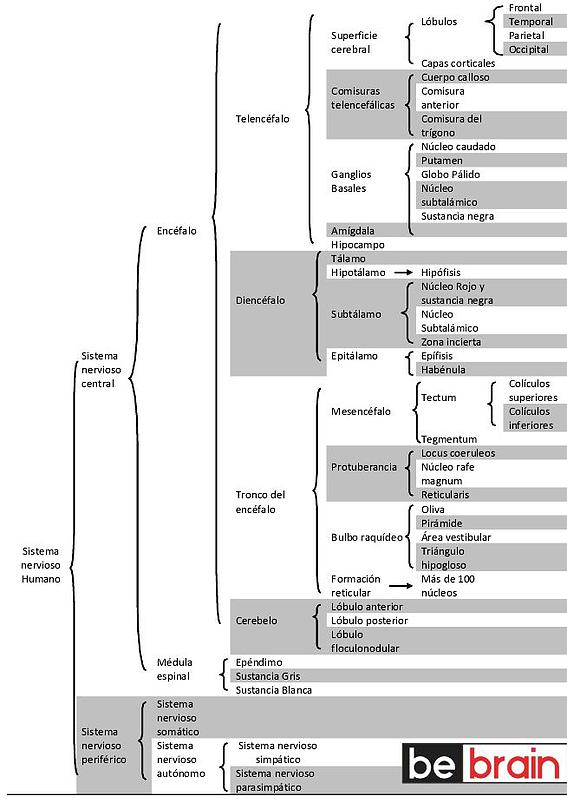 Frontal
Lóbulos
Temporal
Superficie
cerebral
Parietal
Occipital
Capas corticales
Cuerpo calloso
Comisuras
telencefálicas
Comisura
anterior
Comisura del
trígono
Telencéfalo
Núcleo caudado
Putamen
Ganglios
Basales
Globo Pálido
Núcleo
subtalámico
Sustancia negra
Encéfalo
Amígdala
Hipocampo
Tálamo
Hipotálamo
Hipófisis
Diencéfalo
Núcleo Rojo y
sustancia negra
Subtálamo
Núcleo
Subtalámico
Zona incierta
Sistema
nervioso
central
Epitálamo
Epífisis
Habénula
Mesencéfalo
Tectum
Colículos
superiores
Colículos
inferiores
Tegmentum
Protuberancia
Locus coeruleos
Núcleo rafe
magnum
Reticularis
Tronco del
encéfalo
Oliva
Pirámide
Bulbo raquídeo
Área vestibular
Triángulo
hipogloso
Sistema
nervioso
Humano
Formación
reticular
Más de 100
núcleos
Cerebelo
Lóbulo anterior
Lóbulo posterior
Lóbulo
floculonodular
Médula
espinal
Epéndimo
Sustancia Gris
Sustancia Blanca
Sistema
nervioso
periférico
Sistema
nervioso
somático
Sistema
nervioso
autónomo
Sistema nervioso
simpático
Sistema nervioso
parasimpático
be brain